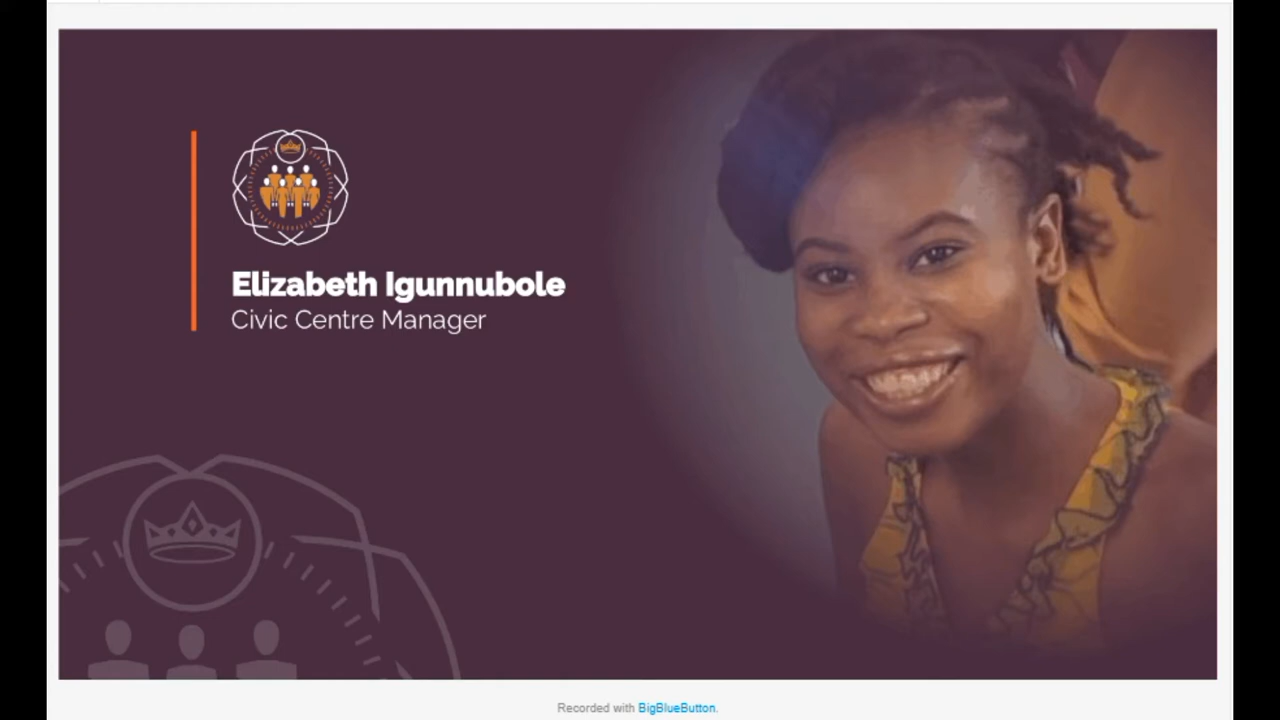 Elizabeth Igunnubole
Civic Centre Manager
Recorded with BigBlueButton.